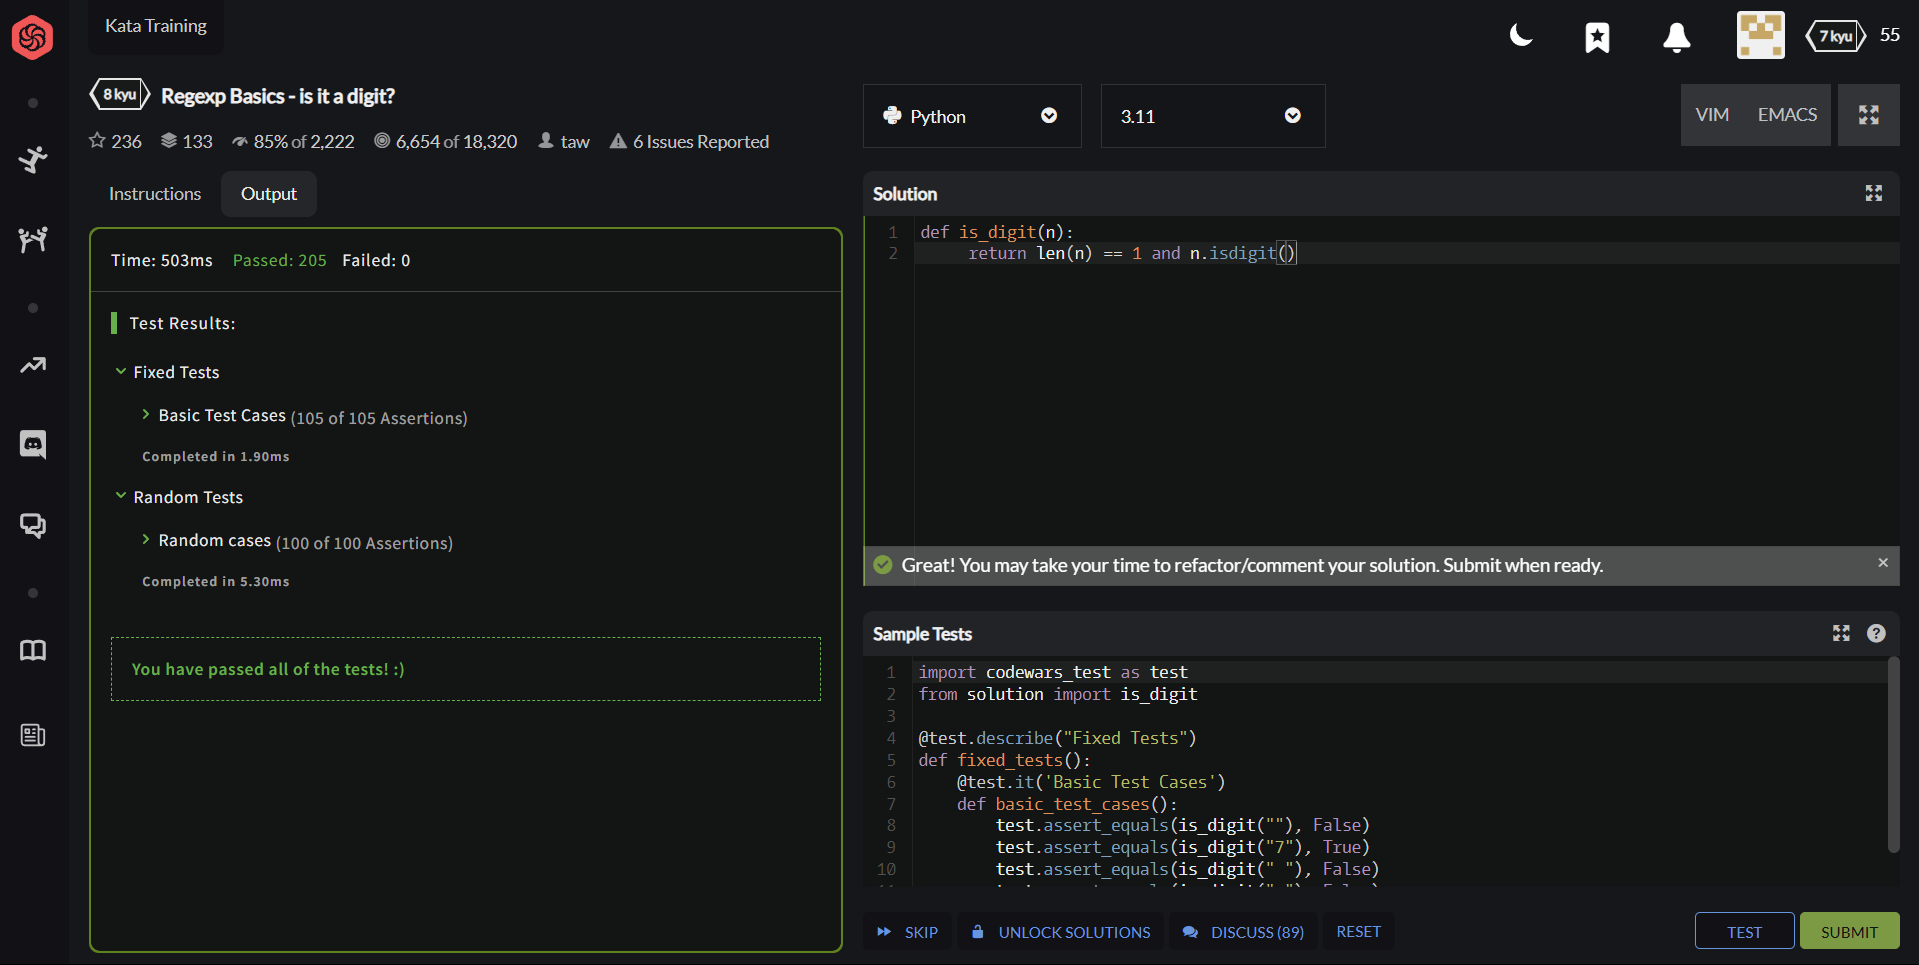 Kata Training
7 kyu 55
8 kyu Regexp Basics - is it a digit?
236 133 85% of 2,222 6,654 of 18,320 taw 6 Issues Reported
Instructions Output
Time: 503ms Passed: 205 Failed: 0
Test Results:
Fixed Tests
Basic Test Cases (105 of 105 Assertions)
Completed in 1.90ms
Random Tests
Random cases (100 of 100 Assertions)
Completed in 5.30ms
You have passed all of the tests! :)
Python 3.11 VIM EMACS
Solution
1 def is_digit(n):
2 return len(n) == 1 and n.isdigit()
Great! You may take your time to refactor/comment your solution. Submit when ready.
Sample Tests
1 import codewars_test as test
2 from solution import is_digit
3
4 @test.describe("Fixed Tests")
5 def fixed_tests():
6 @test.it('Basic Test Cases')
7 def basic_test_cases():
8 test.assert_equals(is_digit(""), False)
9 test.assert_equals(is_digit("7"), True)
10 test.assert_equals(is_digit(" "), False)
SKIP UNLOCK SOLUTIONS DISCUSS (89) RESET TEST SUBMIT